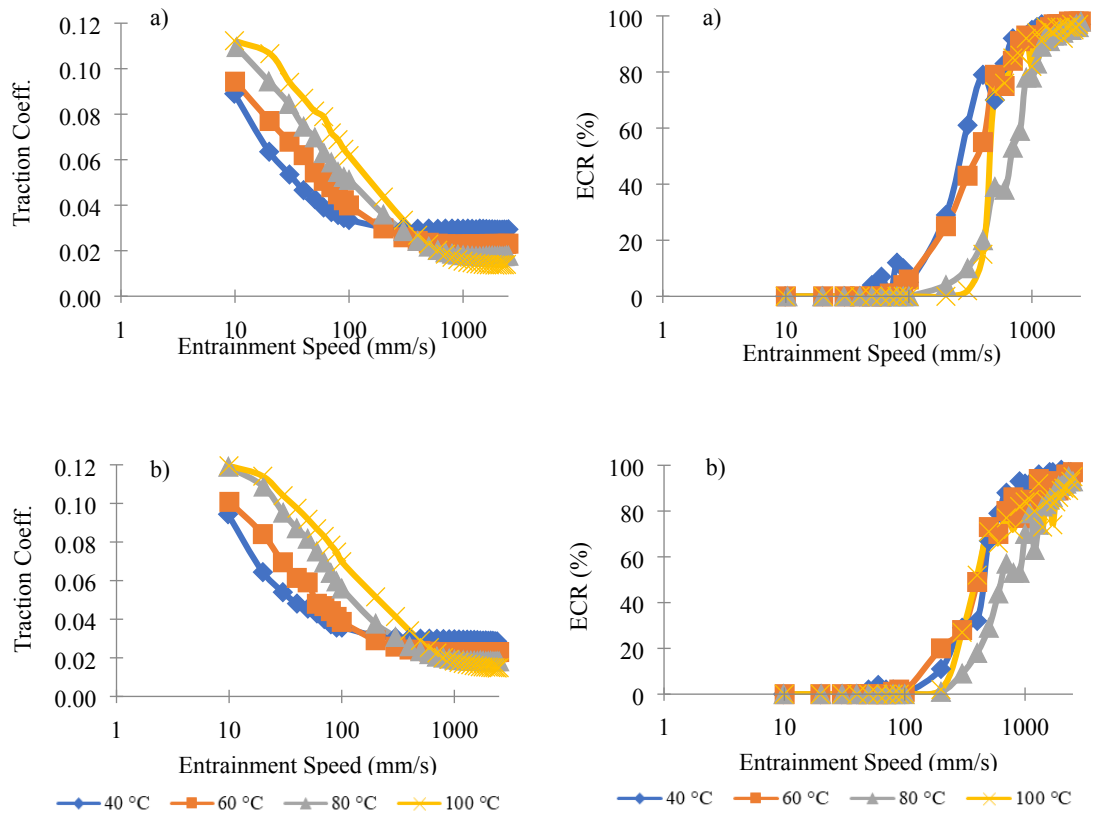 a)
0.12
0.10
0.08
0.06
0.04
0.02
0.00
Traction Coeff.
1 10 100 1000
Entrainment Speed (mm/s)
a)
100
80
60
40
20
0
ECR (%)
1 10 100 1000
Entrainment Speed (mm/s)
b)
0.12
0.10
0.08
0.06
0.04
0.02
0.00
Traction Coeff.
1 10 100 1000
Entrainment Speed (mm/s)
40 °C 60 °C 80 °C 100 °C
b)
100
80
60
40
20
0
ECR (%)
1 10 100 1000
Entrainment Speed (mm/s)
40 °C 60 °C 80 °C 100 °C